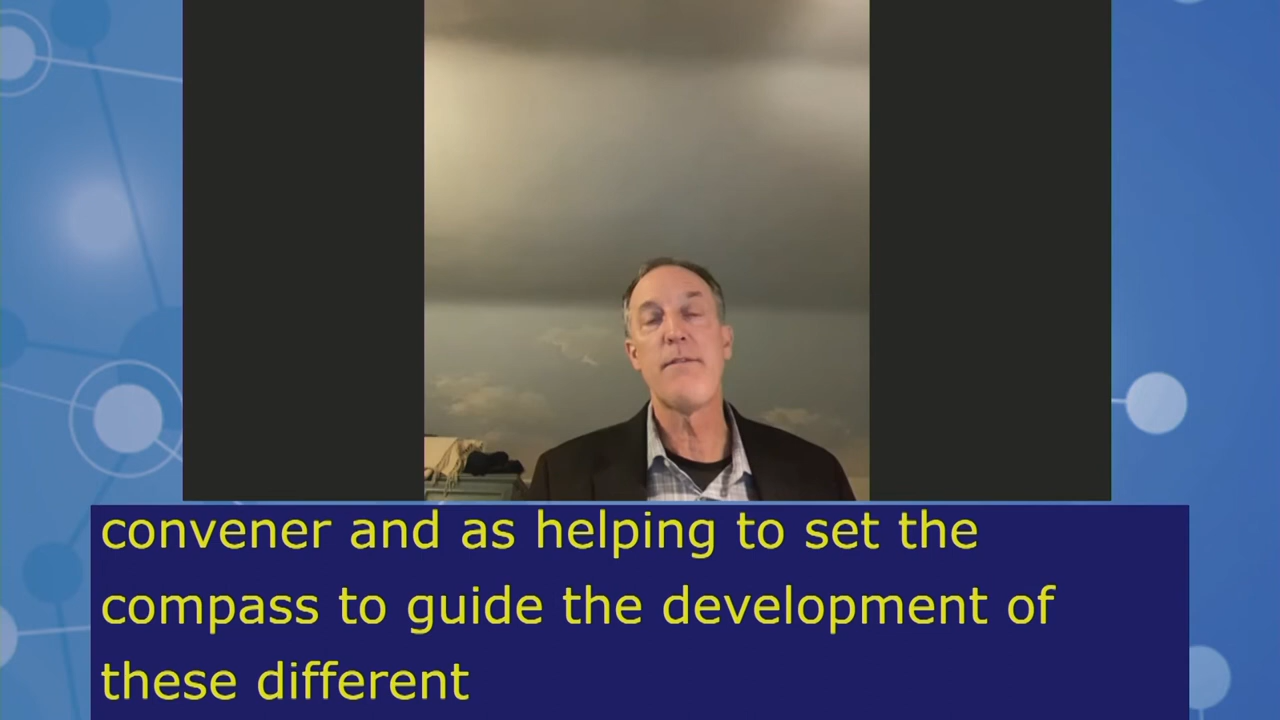 convener and as helping to set the
compass to guide the development of
these different